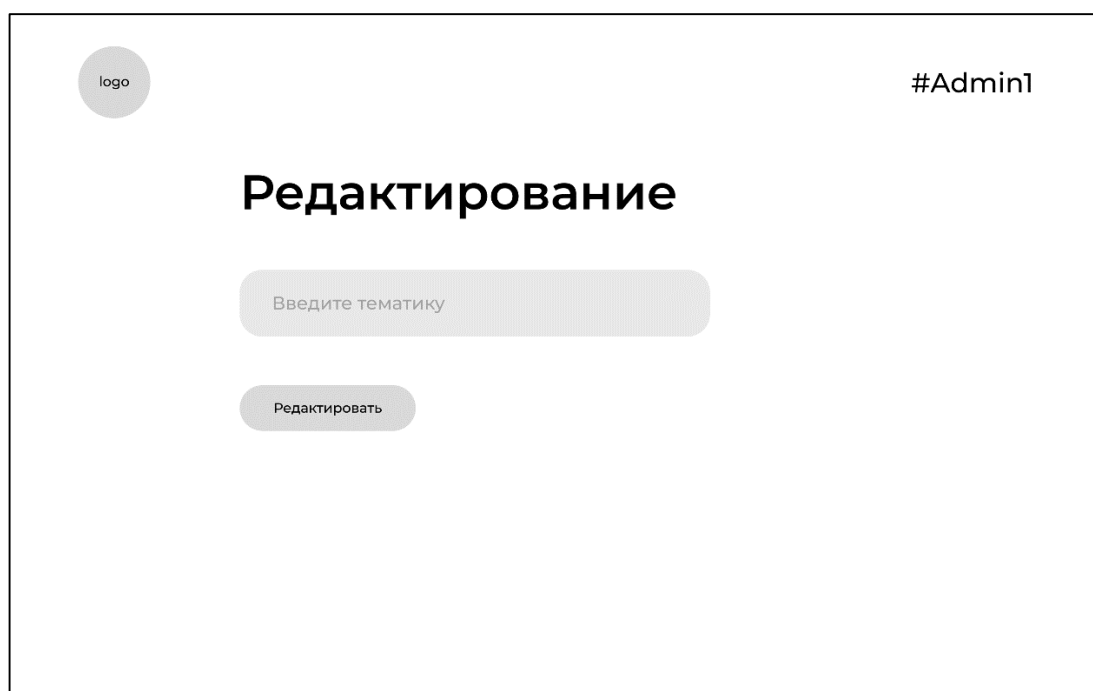 logo
#Admin1
Редактирование
Введите тематику
Редактировать